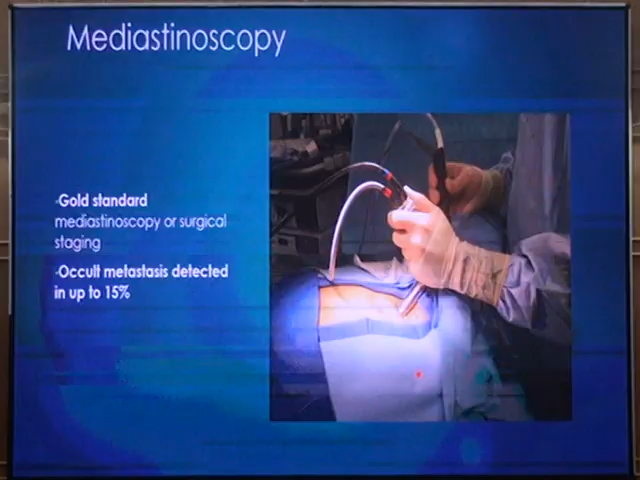 Mediastinoscopy
-Gold standard
mediastinoscopy or surgical
staging
-Occult metastasis detected
in up to 15%